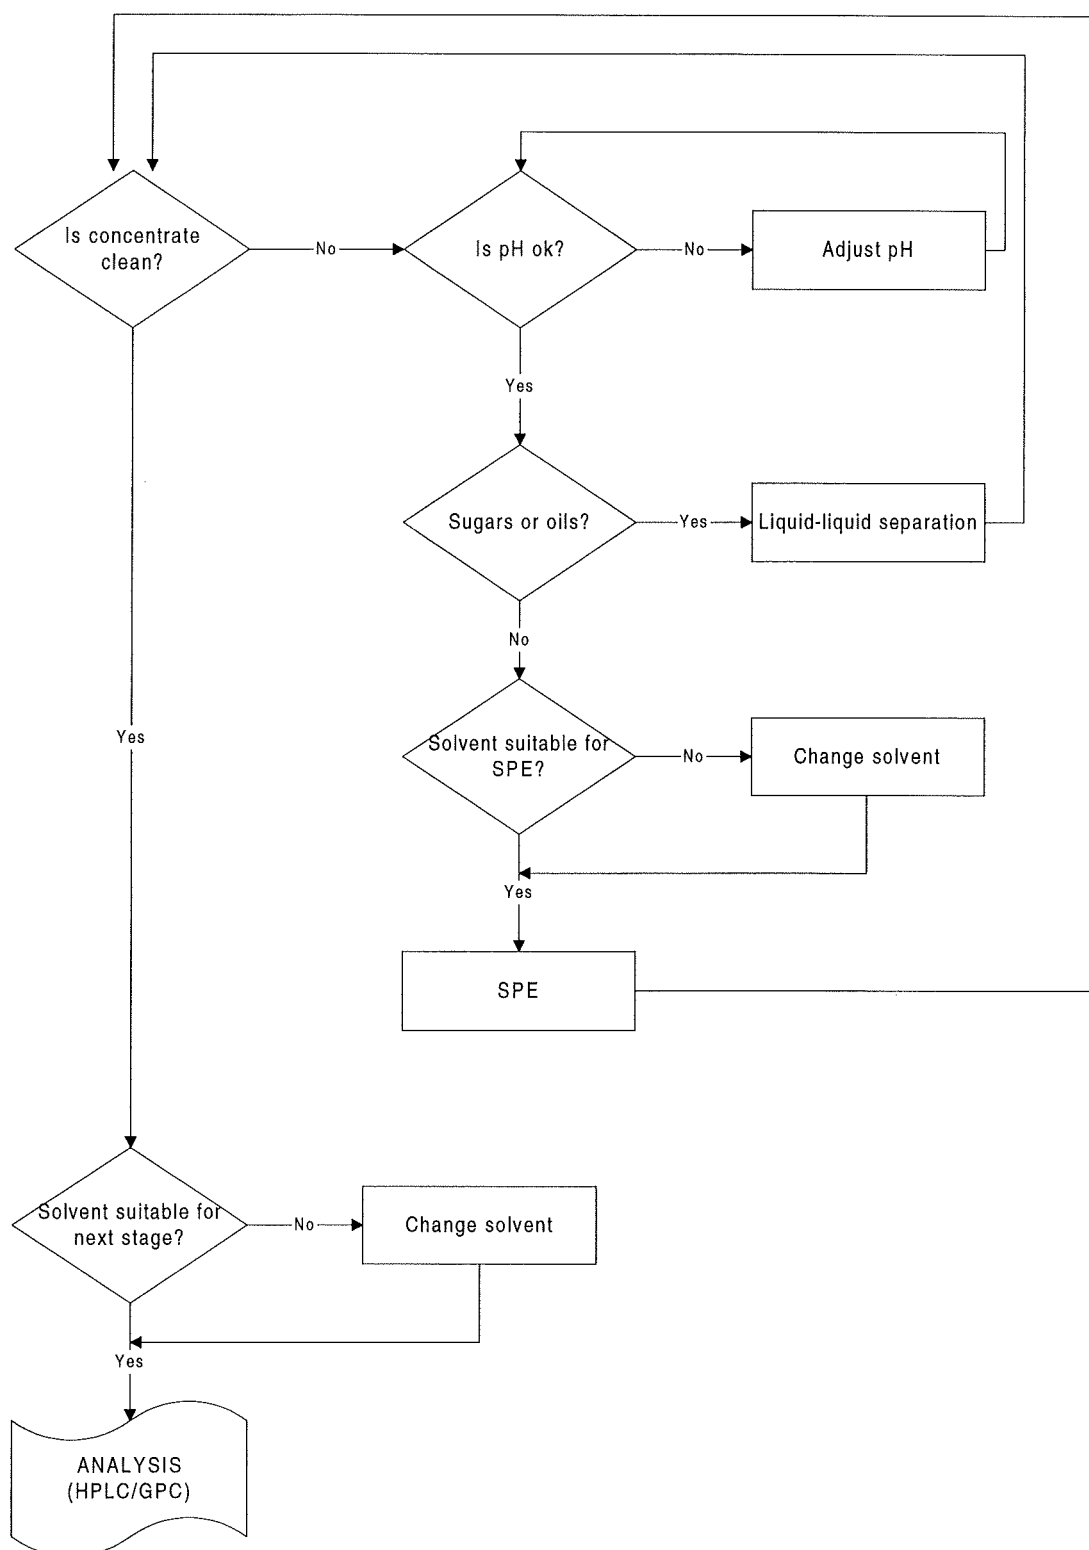 Is concentrate
clean?
No
Is pH ok?
No
Adjust pH
Yes
Sugars or oils?
Yes
Liquid-liquid separation
No
Yes
Solvent suitable for
SPE?
No
Change solvent
Yes
SPE
Solvent suitable for
next stage?
No
Change solvent
Yes
ANALYSIS
(HPLC/GPC)